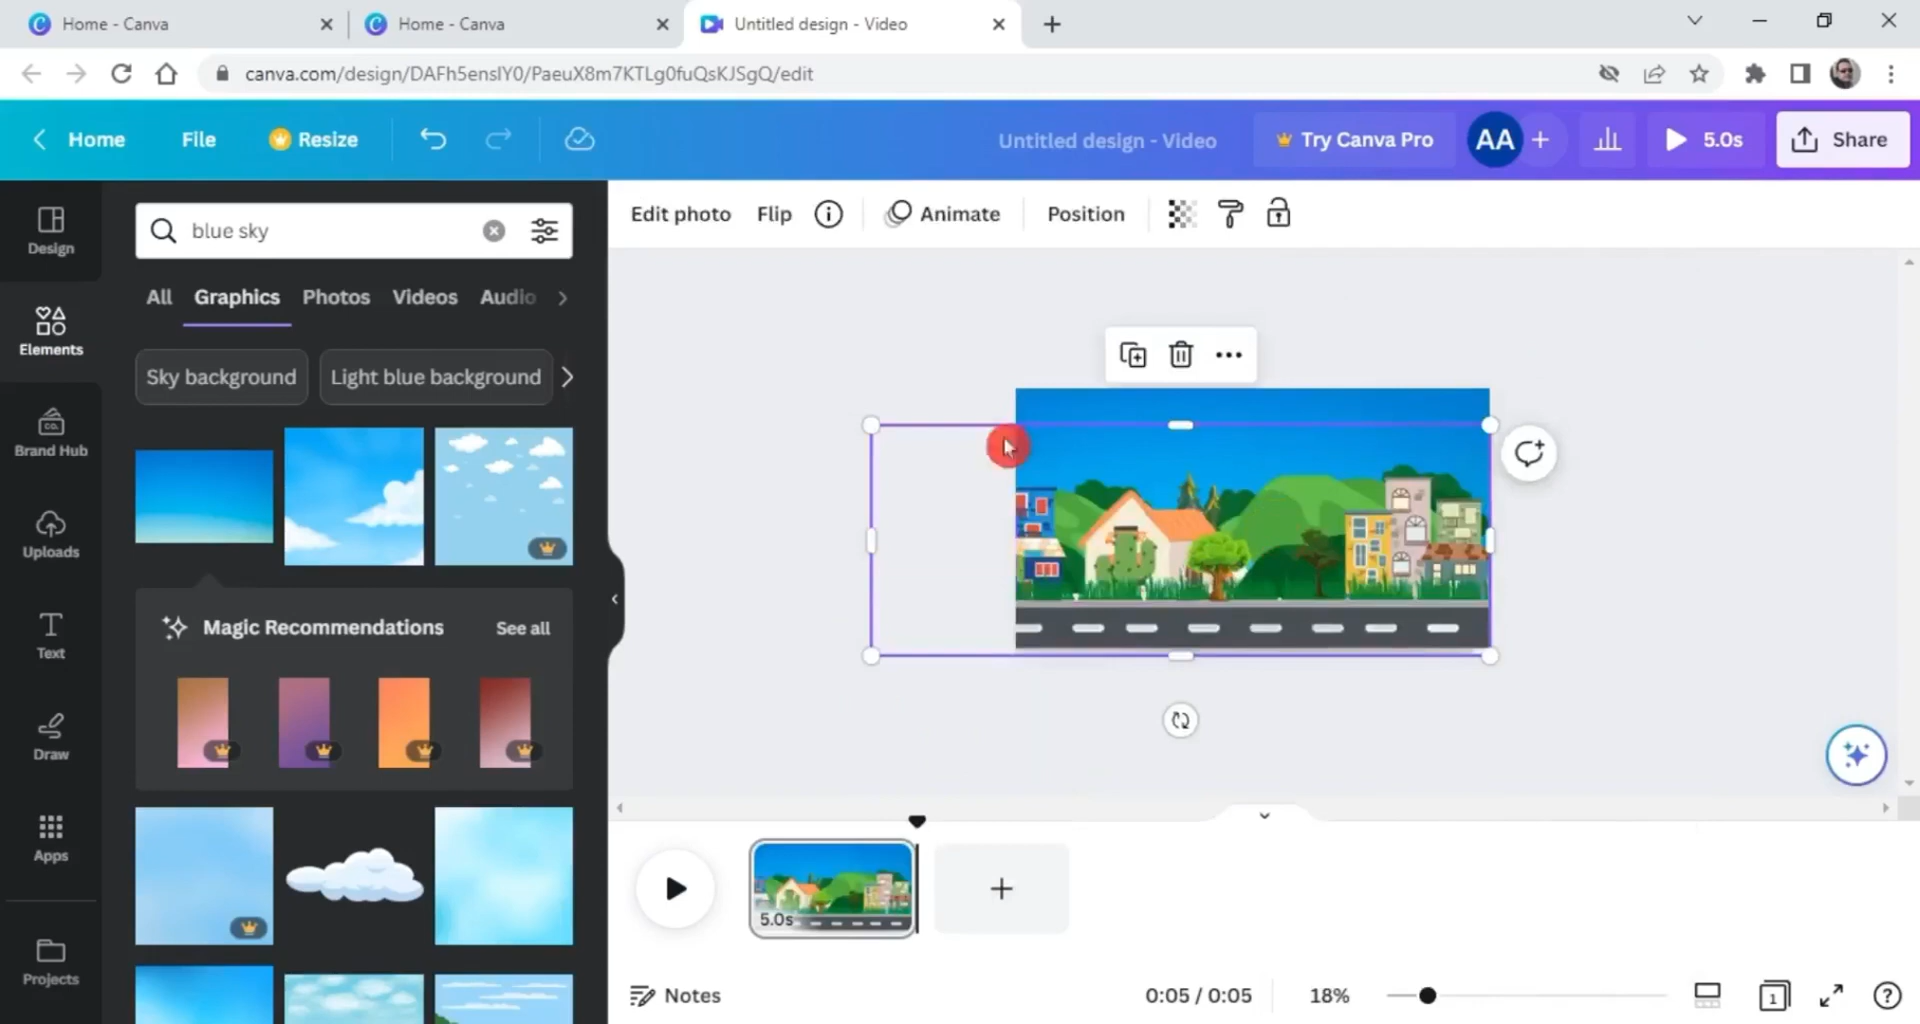 Home - Canva
Home - Canva
Untitled design - Video
canva.com/design/DAFh5ensIY0/PaeuX8m7KTLg0fuQsKJSgQ/edit
Home
File
Resize
Untitled design - Video
Try Canva Pro
AA
5.0s
Share
Design
Elements
Brand Hub
CO.
Uploads
Text
Draw
Apps
Projects
blue sky
All
Graphics
Photos
Videos
Audio
Sky background
Light blue background
Magic Recommendations
See all
Edit photo
Flip
Animate
Position
5.0s
Notes
0:05 / 0:05
18%
1